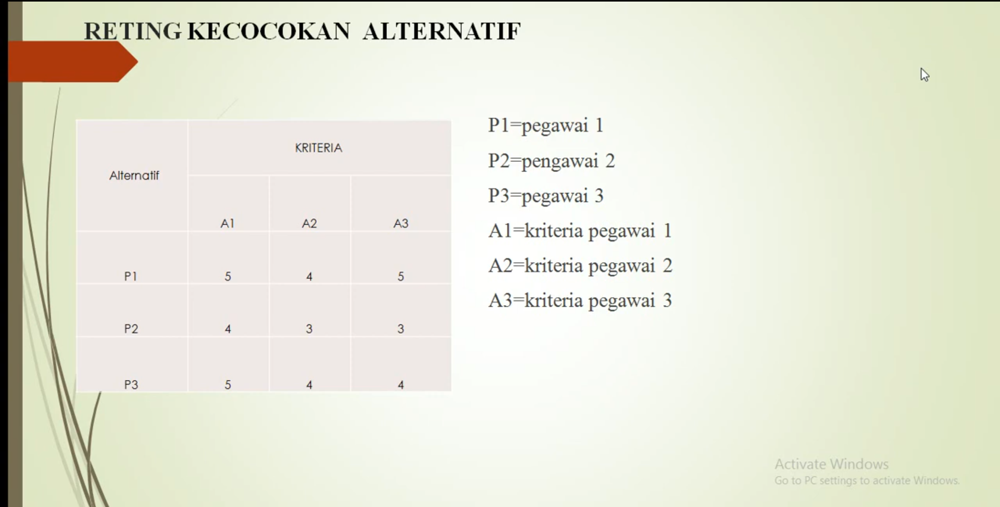 RETING KECOCOKAN ALTERNATIF
Alternatif
KRITERIA
A1 A2 A3
P1 5 4 5
P2 4 3 3
P3 5 4 4
P1=pegawai 1
P2=pengawai 2
P3=pegawai 3
A1=kriteria pegawai 1
A2=kriteria pegawai 2
A3=kriteria pegawai 3
Activate Windows
Go to PC settings to activate Windows.